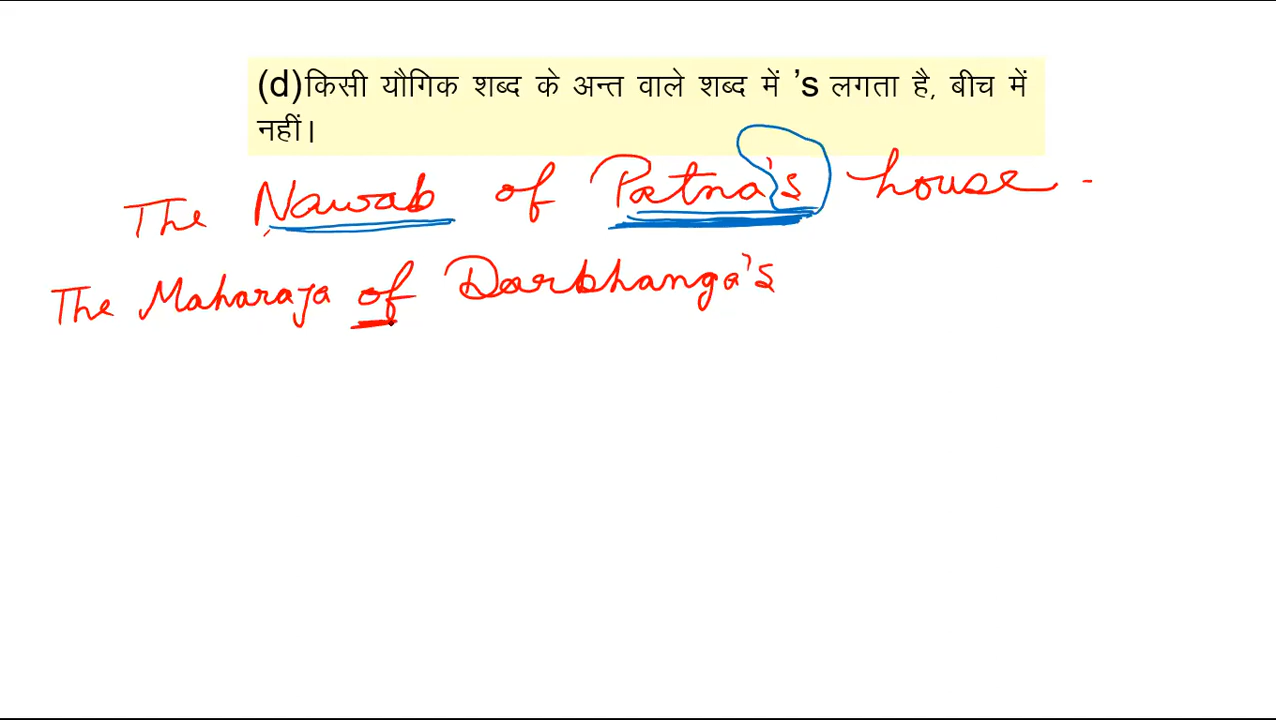 (d)किसी यौगिक शब्द के अन्त वाले शब्द में ’s लगता है, बीच में
नहीं।
The Nawab of Patna's house -
The Maharaja of Darbhanga's